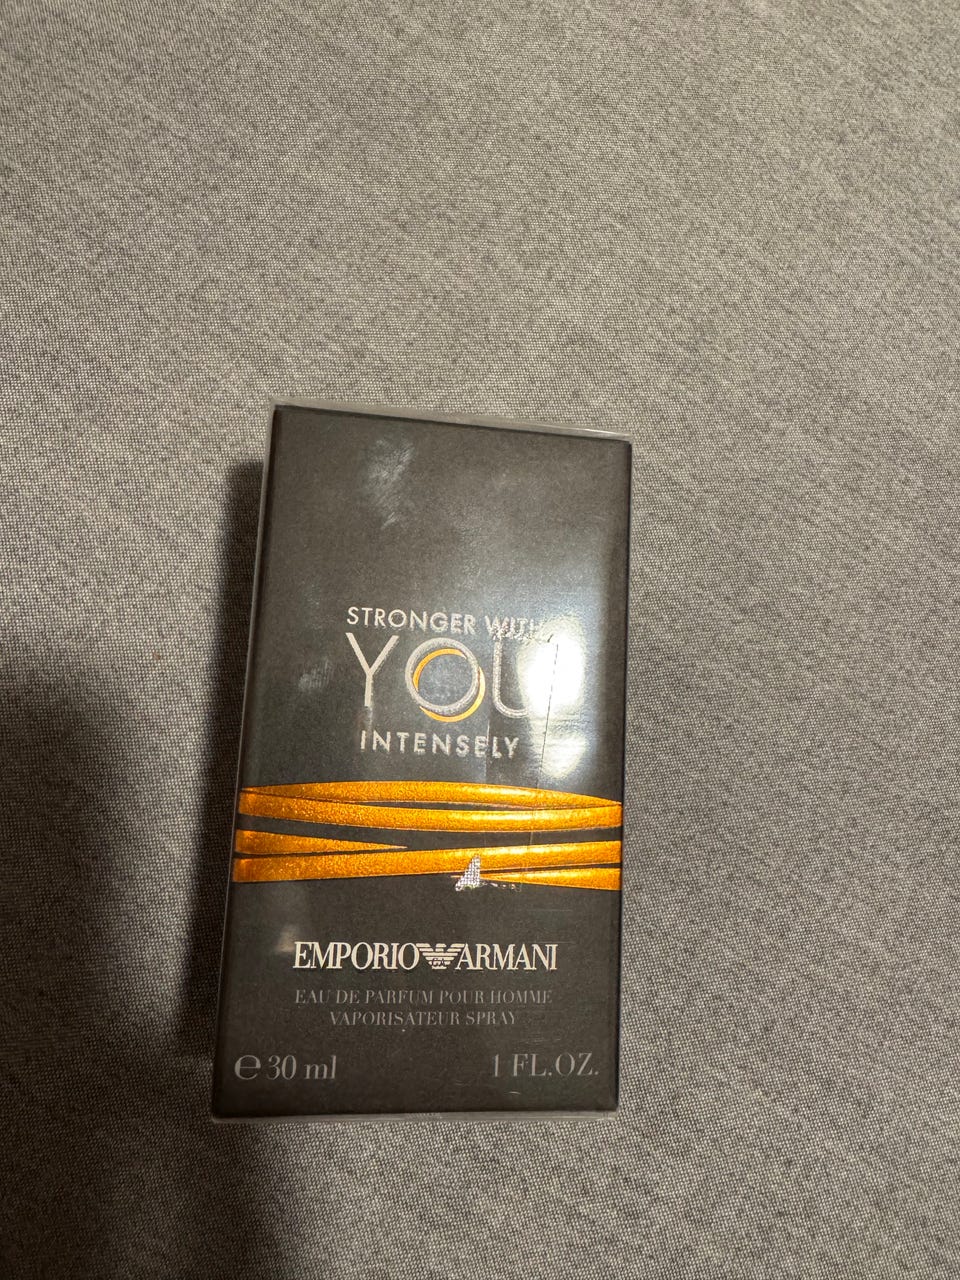 STRONGER WITH
YOU
INTENSELY
EMPORIO ARMANI
EAU DE PARFUM POUR HOMME
VAPORISATEUR SPRAY
℮ 30 ml 1 FL.OZ.